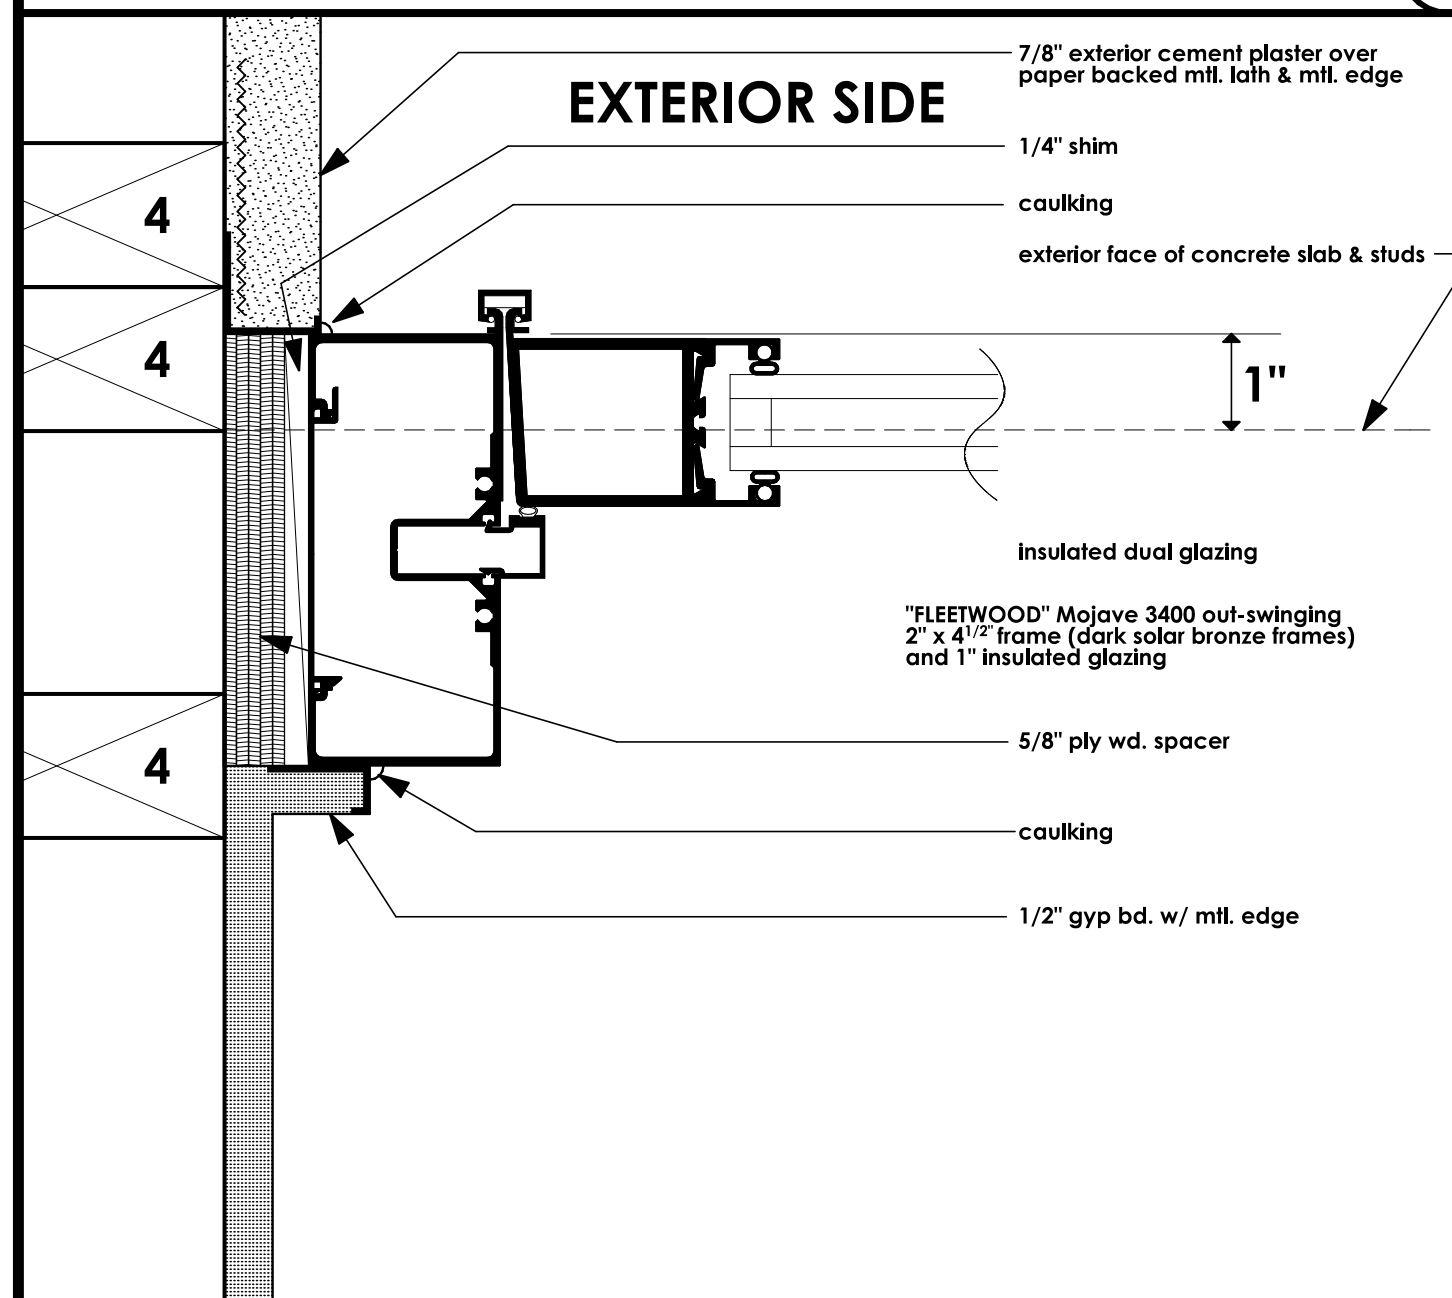 7/8" exterior cement plaster over
paper backed mtl. lath & mtl. edge
EXTERIOR SIDE
1/4" shim
4
caulking
exterior face of concrete slab & studs
4
1"
insulated dual glazing
"FLEETWOOD" Mojave 3400 out-swinging
2" x 4 1/2" frame (dark solar bronze frames)
and 1" insulated glazing
5/8" ply wd. spacer
4
caulking
1/2" gyp bd. w/ mtl. edge